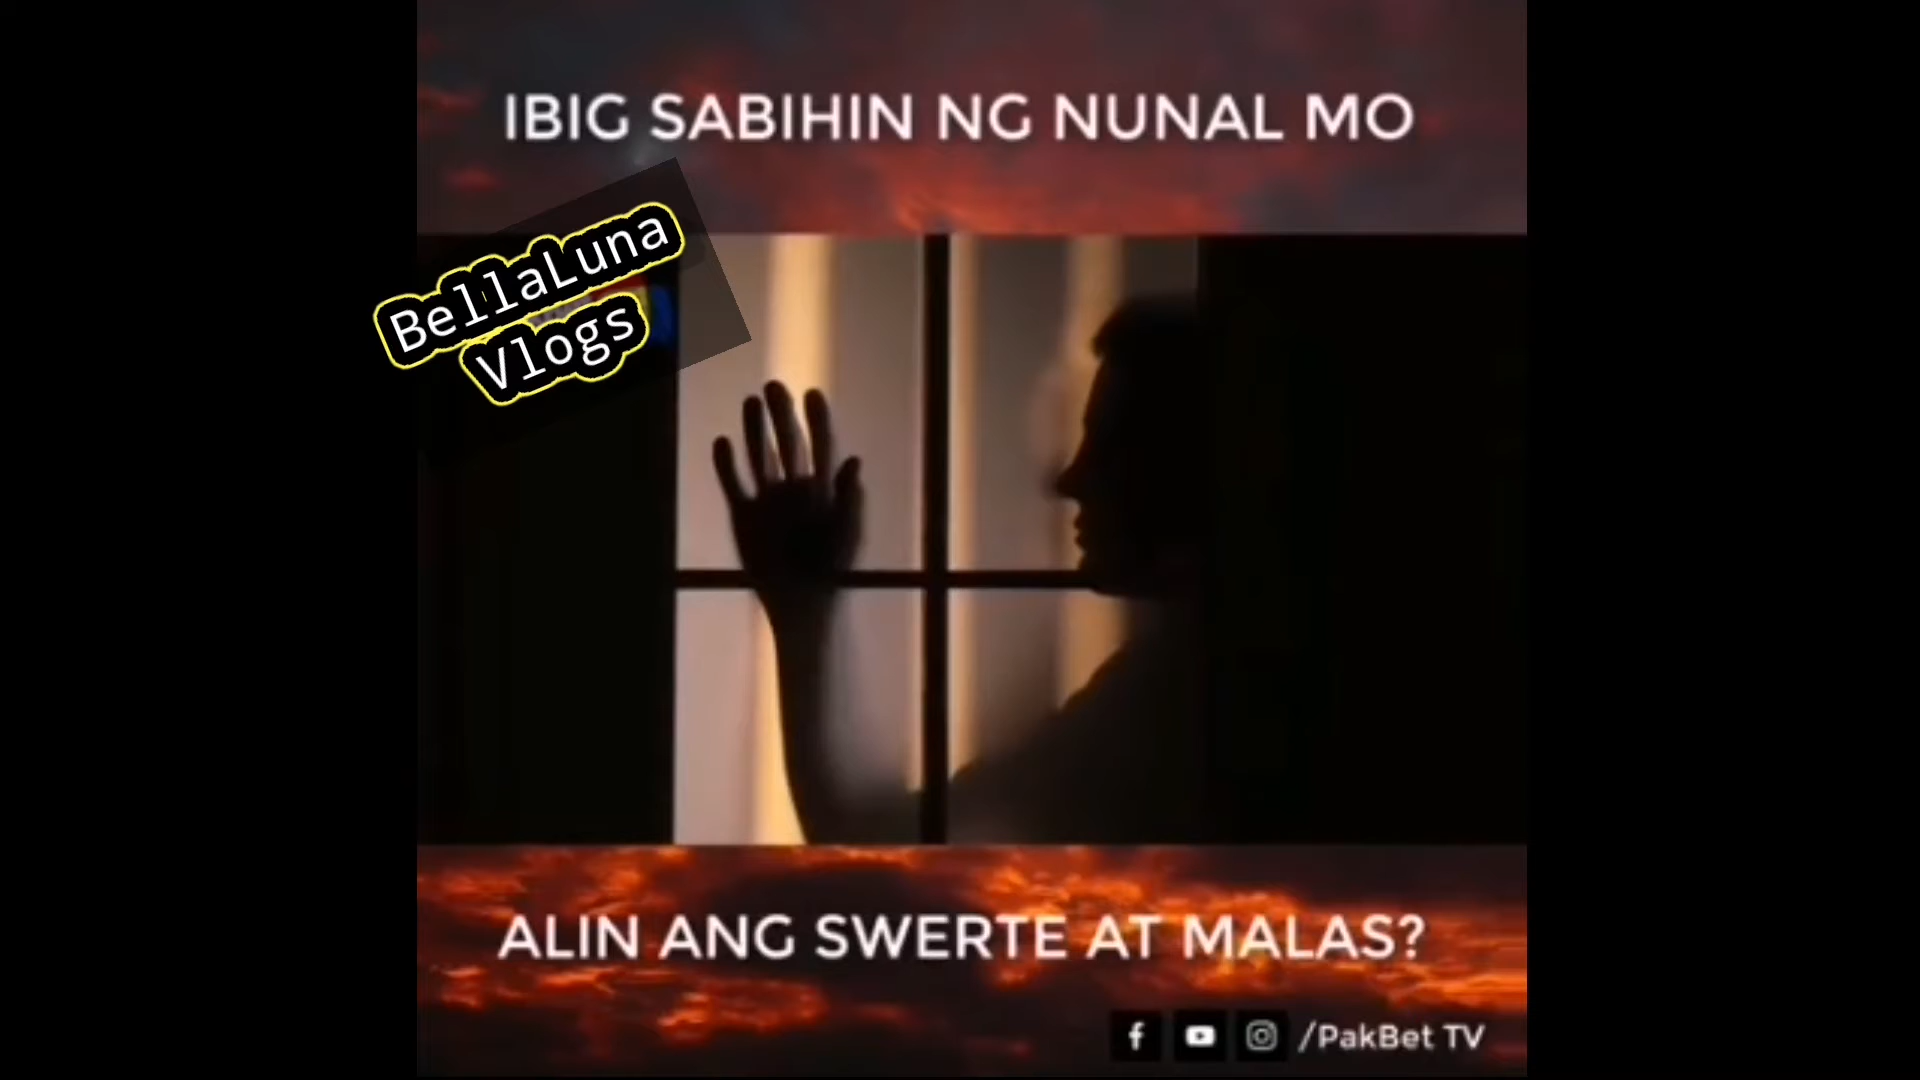 IBIG SABIHIN NG NUNAL MO
BellaLuna
Vlogs
ALIN ANG SWERTE AT MALAS?
/PakBet TV